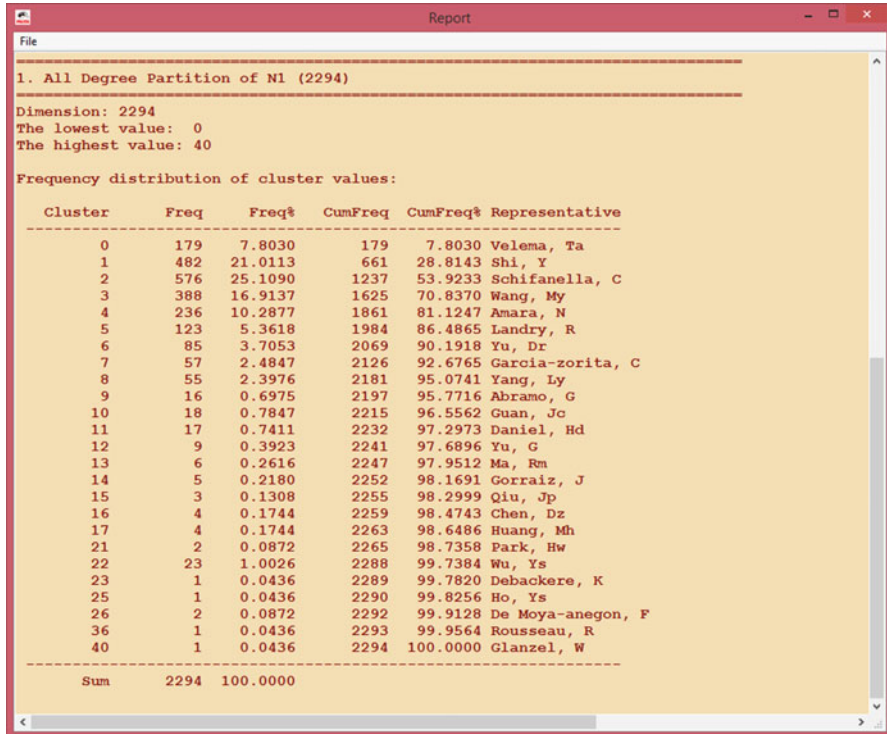 Report
File
==============================================================================
1. All Degree Partition of N1 (2294)
==============================================================================
Dimension: 2294
The lowest value: 0
The highest value: 40
Frequency distribution of cluster values:
Cluster Freq Freq% CumFreq CumFreq% Representative
----------------------------------------------------------------
0 179 7.8030 179 7.8030 Velema, Ta
1 482 21.0113 661 28.8143 Shi, Y
2 576 25.1090 1237 53.9233 Schifanella, C
3 388 16.9137 1625 70.8370 Wang, My
4 236 10.2877 1861 81.1247 Amara, N
5 123 5.3618 1984 86.4865 Landry, R
6 85 3.7053 2069 90.1918 Yu, Dr
7 57 2.4847 2126 92.6765 Garcia-zorita, C
8 55 2.3976 2181 95.0741 Yang, Ly
9 16 0.6975 2197 95.7716 Abramo, G
10 18 0.7847 2215 96.5562 Guan, Jc
11 17 0.7411 2232 97.2973 Daniel, Hd
12 9 0.3923 2241 97.6896 Yu, G
13 6 0.2616 2247 97.9512 Ma, Rm
14 5 0.2180 2252 98.1691 Gorraiz, J
15 3 0.1308 2255 98.2999 Qiu, Jp
16 4 0.1744 2259 98.4743 Chen, Dz
17 4 0.1744 2263 98.6486 Huang, Mh
21 2 0.0872 2265 98.7358 Park, Hw
22 23 1.0026 2288 99.7384 Wu, Ys
23 1 0.0436 2289 99.7820 Debackere, K
25 1 0.0436 2290 99.8256 Ho, Ys
26 2 0.0872 2292 99.9128 De Moya-anegon, F
36 1 0.0436 2293 99.9564 Rousseau, R
40 1 0.0436 2294 100.0000 Glanzel, W
----------------------------------------------------------------
Sum 2294 100.0000